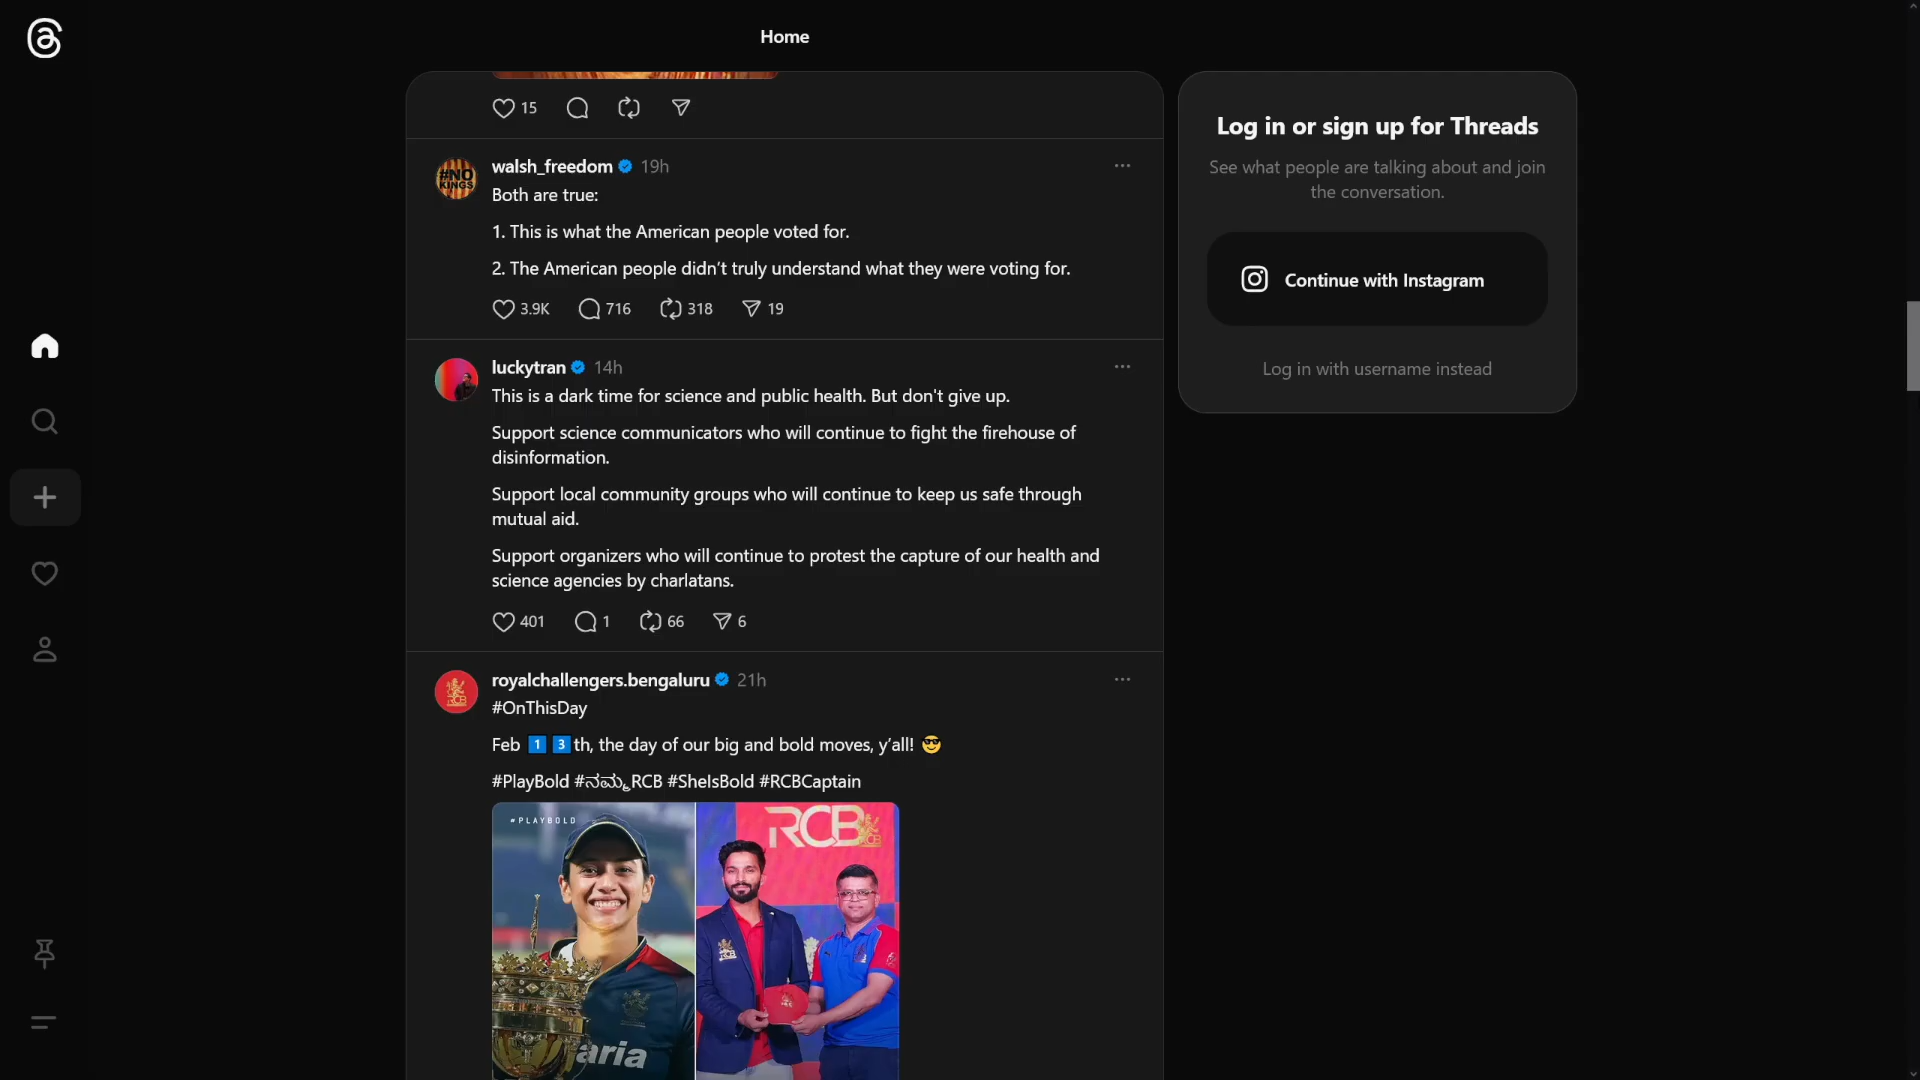 Home
15
walsh_freedom 19h
Both are true:
1. This is what the American people voted for.
2. The American people didn’t truly understand what they were voting for.
3.9K 716 318 19
luckytran 14h
This is a dark time for science and public health. But don't give up.
Support science communicators who will continue to fight the firehouse of
disinformation.
Support local community groups who will continue to keep us safe through
mutual aid.
Support organizers who will continue to protest the capture of our health and
science agencies by charlatans.
401 1 66 6
royalchallengers.bengaluru 21h
#OnThisDay
Feb 1️⃣3️⃣th, the day of our big and bold moves, y’all! 😎
#PlayBold #ನಮ್ಮRCB #SheIsBold #RCBCaptain
#PLAYBOLD
RCB
aria
#NO
KINGS
RCB
Log in or sign up for Threads
See what people are talking about and join
the conversation.
Continue with Instagram
Log in with username instead